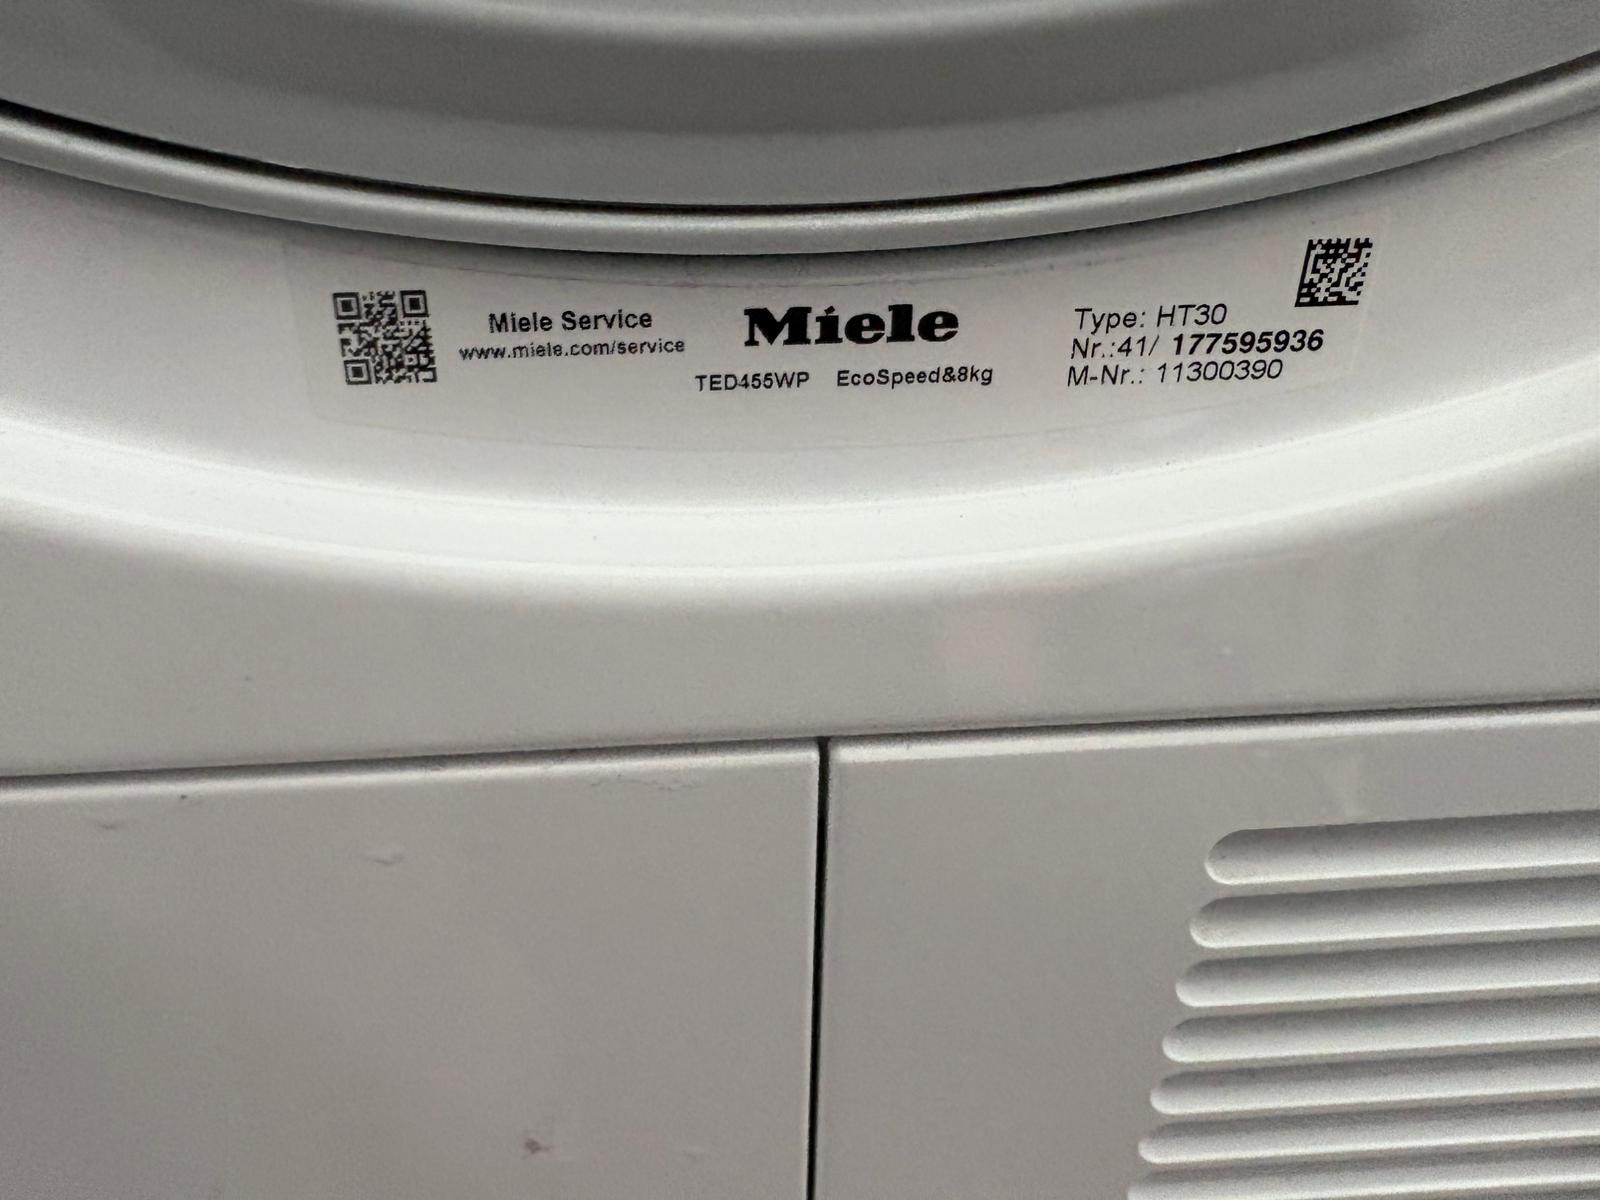 Miele Service
www.miele.com/service
Miele
TED455WP EcoSpeed&8kg
Type: HT30
Nr.:41/ 177595936
M-Nr.: 11300390